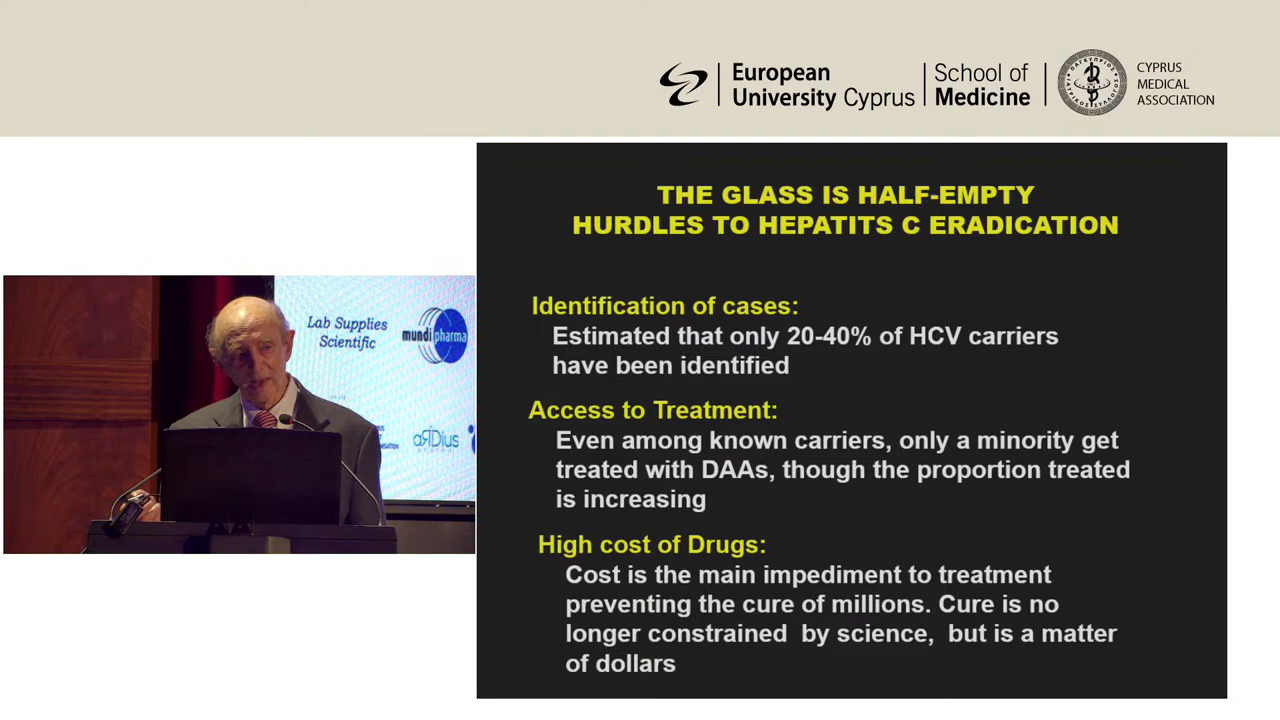 European
University Cyprus
School of
Medicine
ΠΑΓΚΥΠΡΙΟΣ
ΙΑΤΡΙΚΟΣ ΣΥΛΛΟΓΟΣ
CYPRUS
MEDICAL
ASSOCIATION
THE GLASS IS HALF-EMPTY
HURDLES TO HEPATITS C ERADICATION
Identification of cases:
Estimated that only 20-40% of HCV carriers
have been identified
Access to Treatment:
Even among known carriers, only a minority get
treated with DAAs, though the proportion treated
is increasing
High cost of Drugs:
Cost is the main impediment to treatment
preventing the cure of millions. Cure is no
longer constrained by science, but is a matter
of dollars
Lab Supplies
Scientific
mundipharma